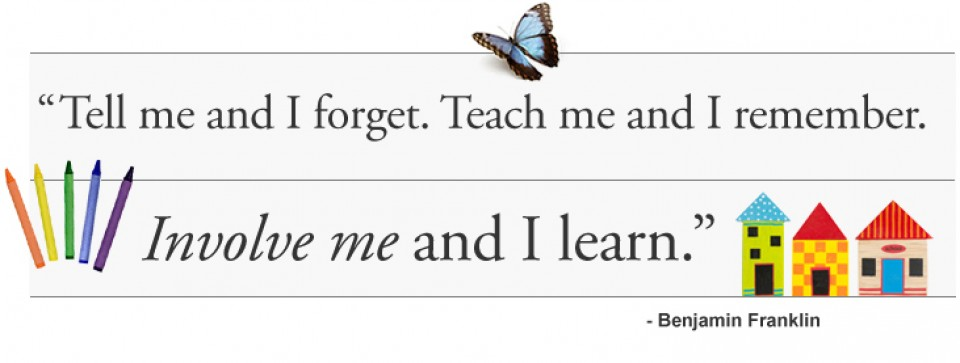 “Tell me and I forget. Teach me and I remember.
Involve me and I learn.”
- Benjamin Franklin